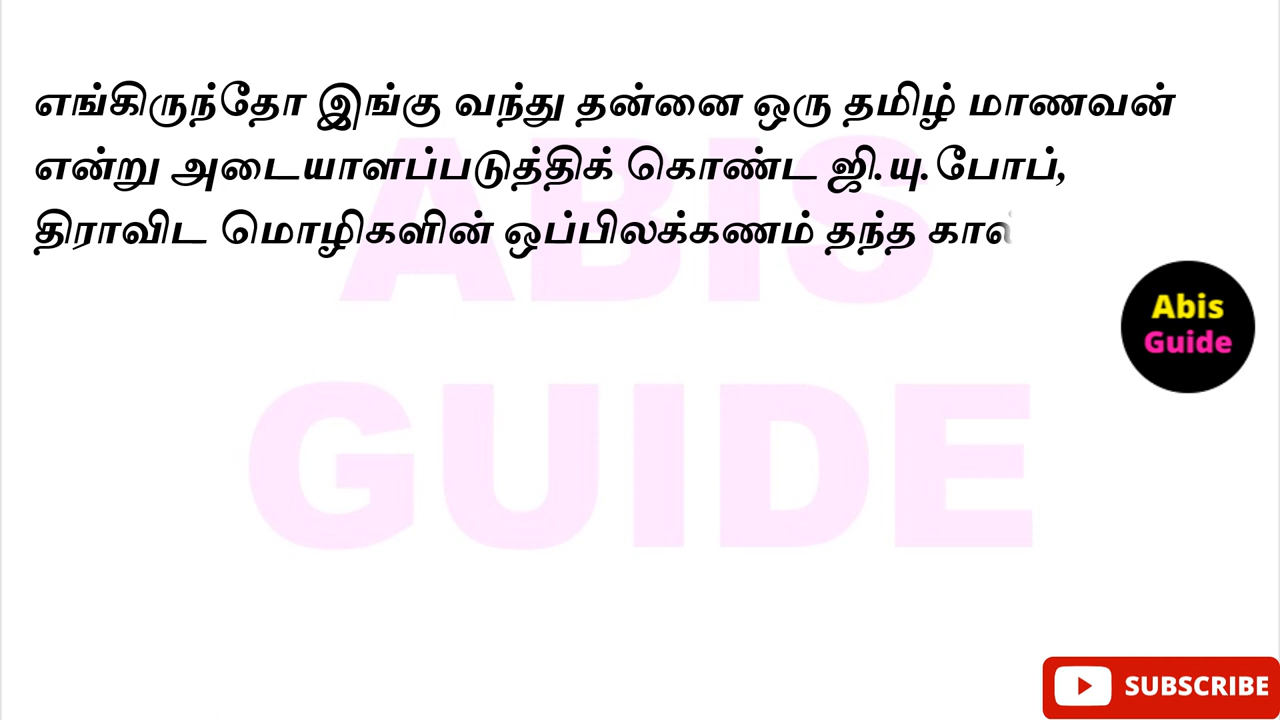 எங்கிருந்தோ இங்கு வந்து தன்னை ஒரு தமிழ் மாணவன்
என்று அடையாளப்படுத்திக் கொண்ட ஜி.யு.போப்,
திராவிட மொழிகளின் ஒப்பிலக்கணம் தந்த
ABIS
GUIDE
Abis
Guide
SUBSCRIBE